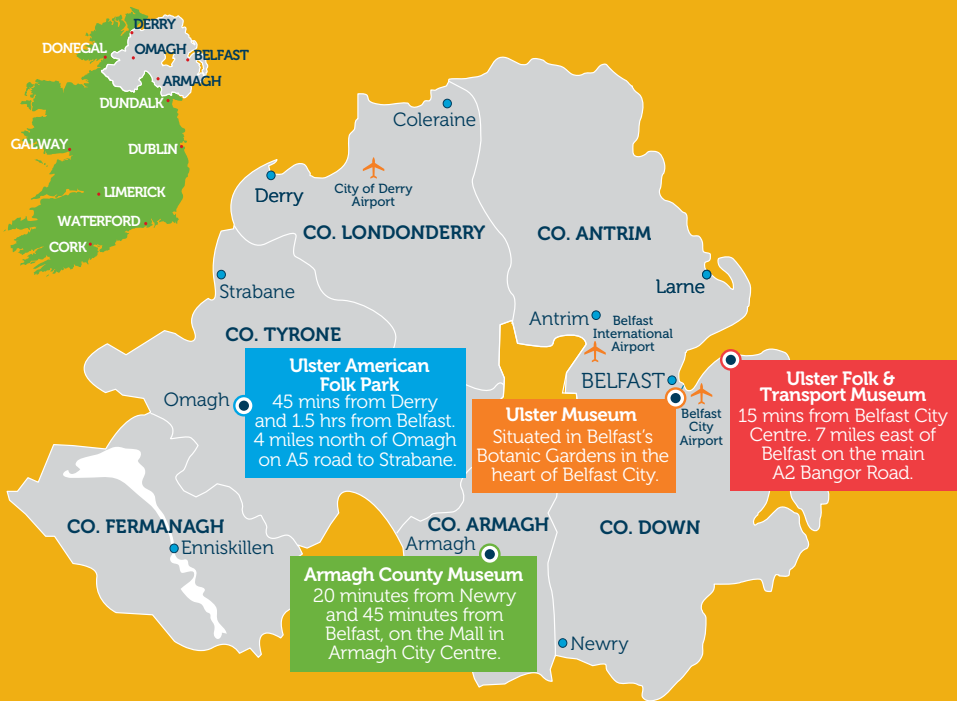 DERRY
DONEGAL
OMAGH
BELFAST
ARMAGH
DUNDALK
GALWAY
DUBLIN
LIMERICK
WATERFORD
CORK
Coleraine
Derry
City of Derry
Airport
CO. LONDONDERRY
CO. ANTRIM
Strabane
Larne
Antrim
Belfast
International
Airport
CO. TYRONE
BELFAST
Belfast
City
Airport
Omagh
Ulster American
Folk Park
45 mins from Derry
and 1.5 hrs from Belfast.
4 miles north of Omagh
on A5 road to Strabane.
Ulster Museum
Situated in Belfast's
Botanic Gardens in the
heart of Belfast City.
Ulster Folk &
Transport Museum
15 mins from Belfast City
Centre. 7 miles east of
Belfast on the main
A2 Bangor Road.
CO. FERMANAGH
Enniskillen
CO. ARMAGH
Armagh
CO. DOWN
Armagh County Museum
20 minutes from Newry
and 45 minutes from
Belfast, on the Mall in
Armagh City Centre.
Newry